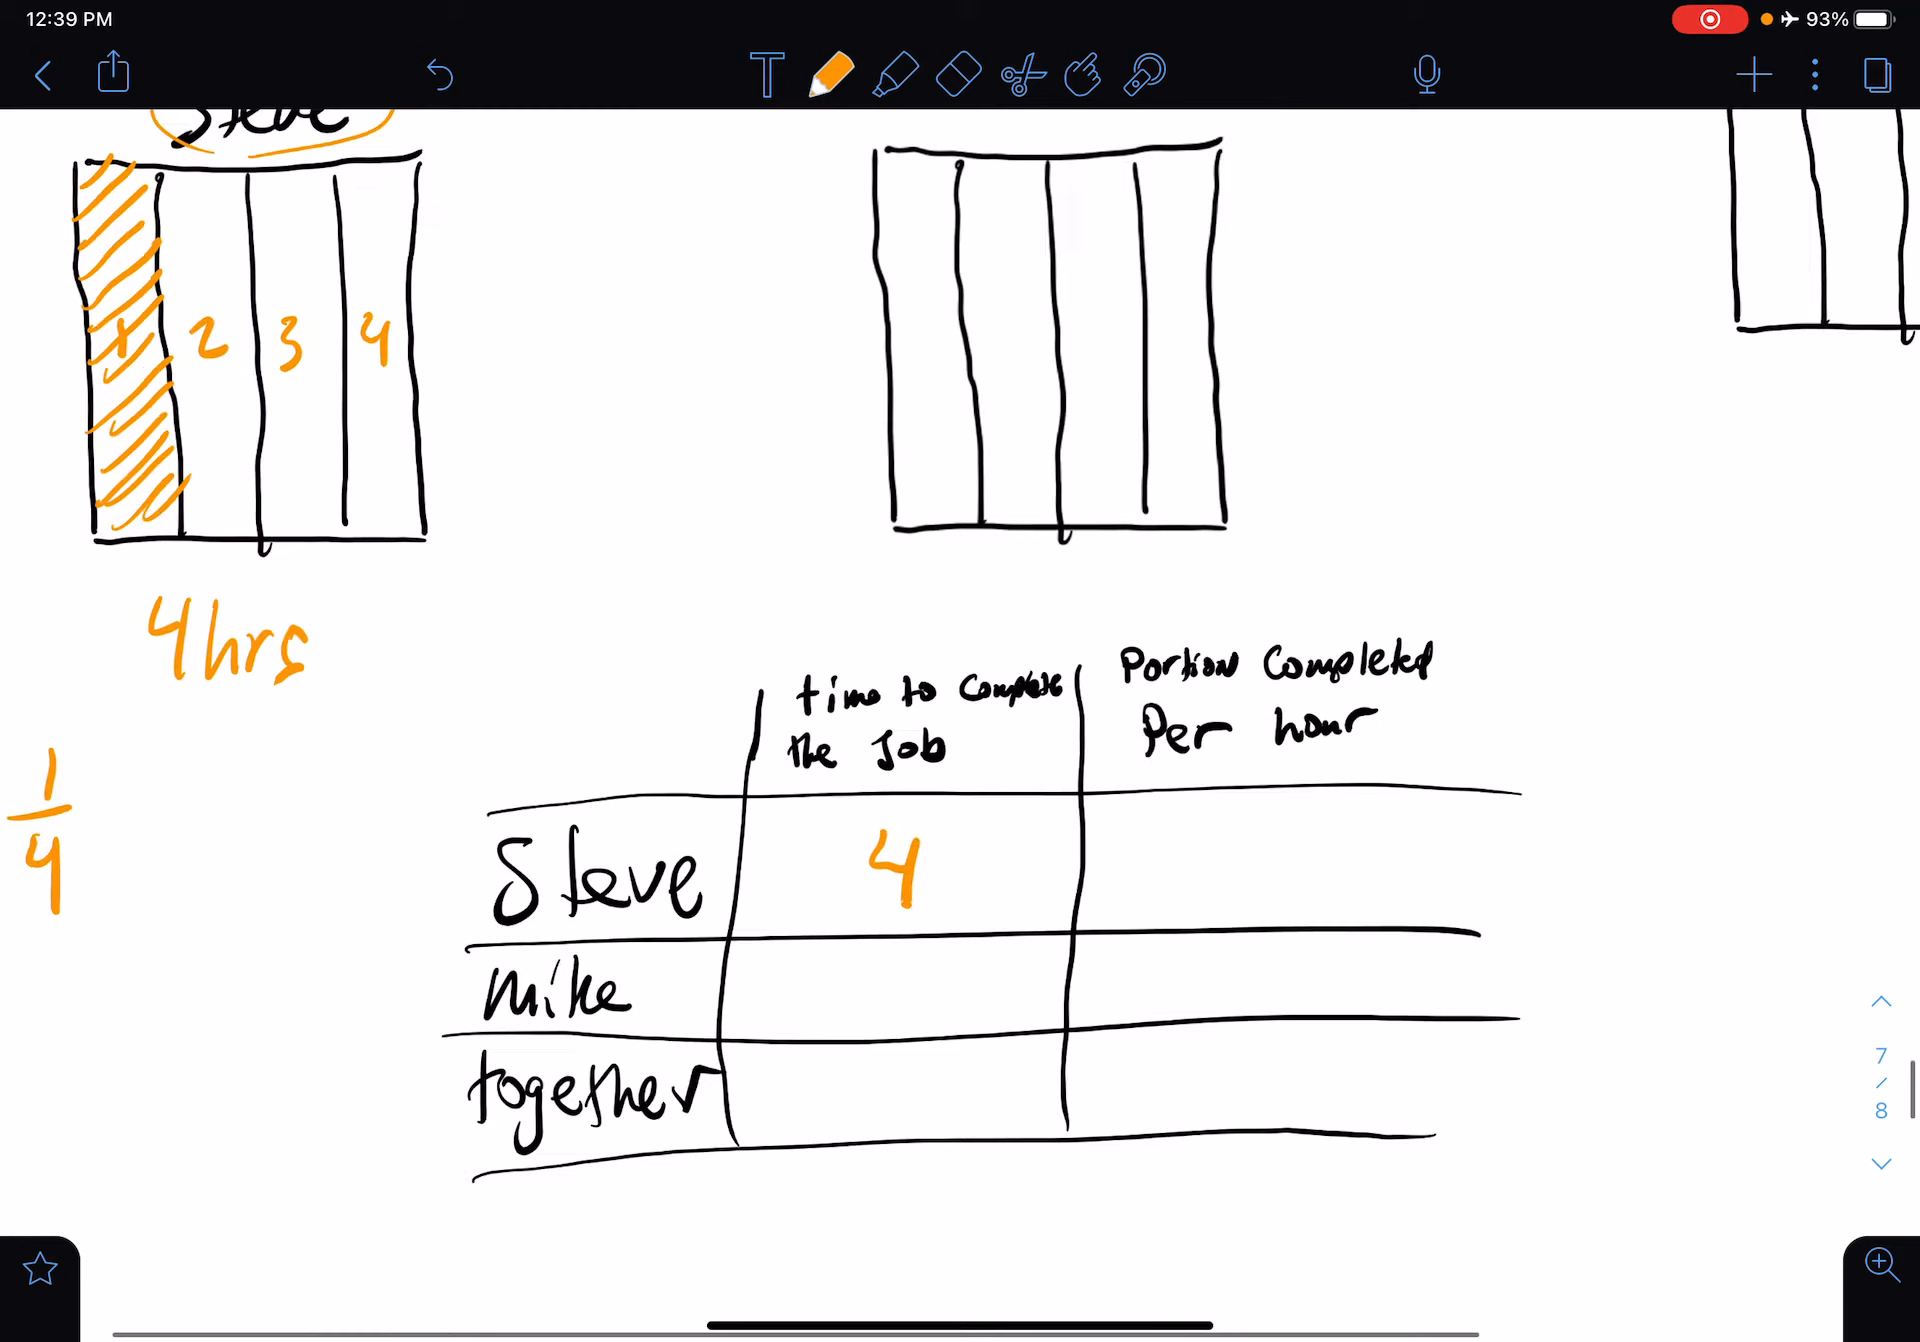 12:39 PM
93%
T
Steve
1 2 3 4
4hrs
1
4
time to complete
the Job
Portion Completed
Per hour
Steve 4
mike
together
7
/
8